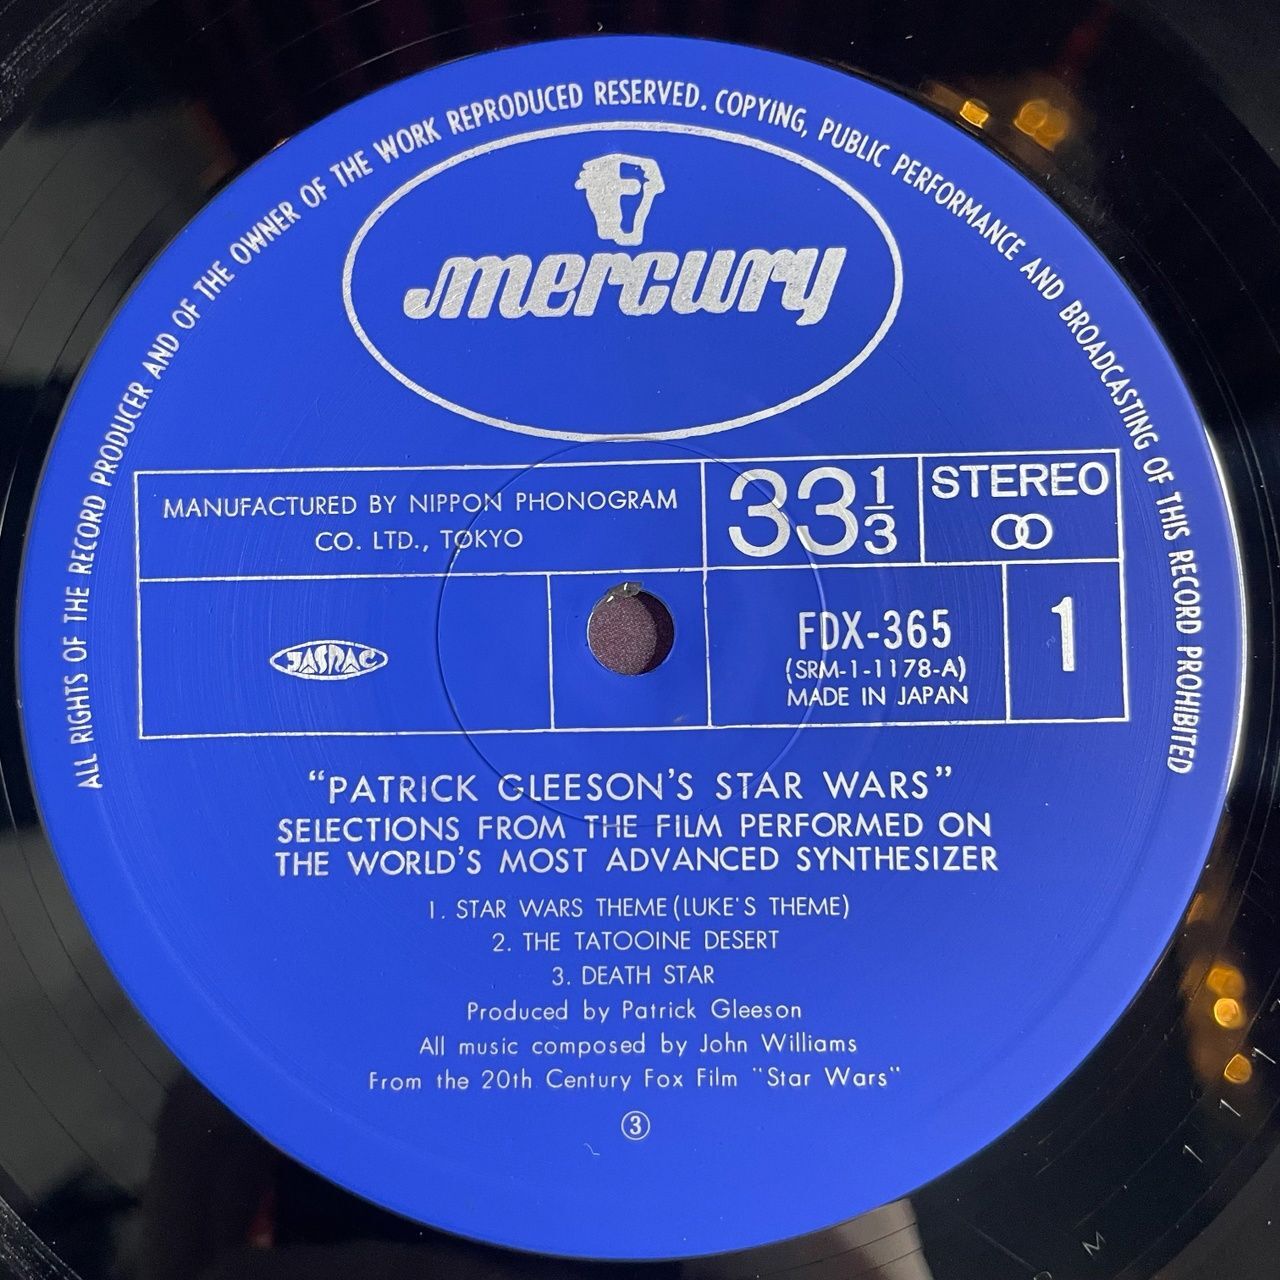 ALL RIGHTS OF THE RECORD PRODUCER AND OF THE OWNER OF THE WORK REPRODUCED RESERVED. COPYING, PUBLIC PERFORMANCE AND BROADCASTING OF THIS RECORD PROHIBITED
mercury
MANUFACTURED BY NIPPON PHONOGRAM
CO. LTD., TOKYO
33 1/3
STEREO
JASRAC
FDX-365
(SRM-1-1178-A)
MADE IN JAPAN
1
“PATRICK GLEESON'S STAR WARS”
SELECTIONS FROM THE FILM PERFORMED ON
THE WORLD'S MOST ADVANCED SYNTHESIZER
1. STAR WARS THEME (LUKE'S THEME)
2. THE TATOOINE DESERT
3. DEATH STAR
Produced by Patrick Gleeson
All music composed by John Williams
From the 20th Century Fox Film "Star Wars"
③